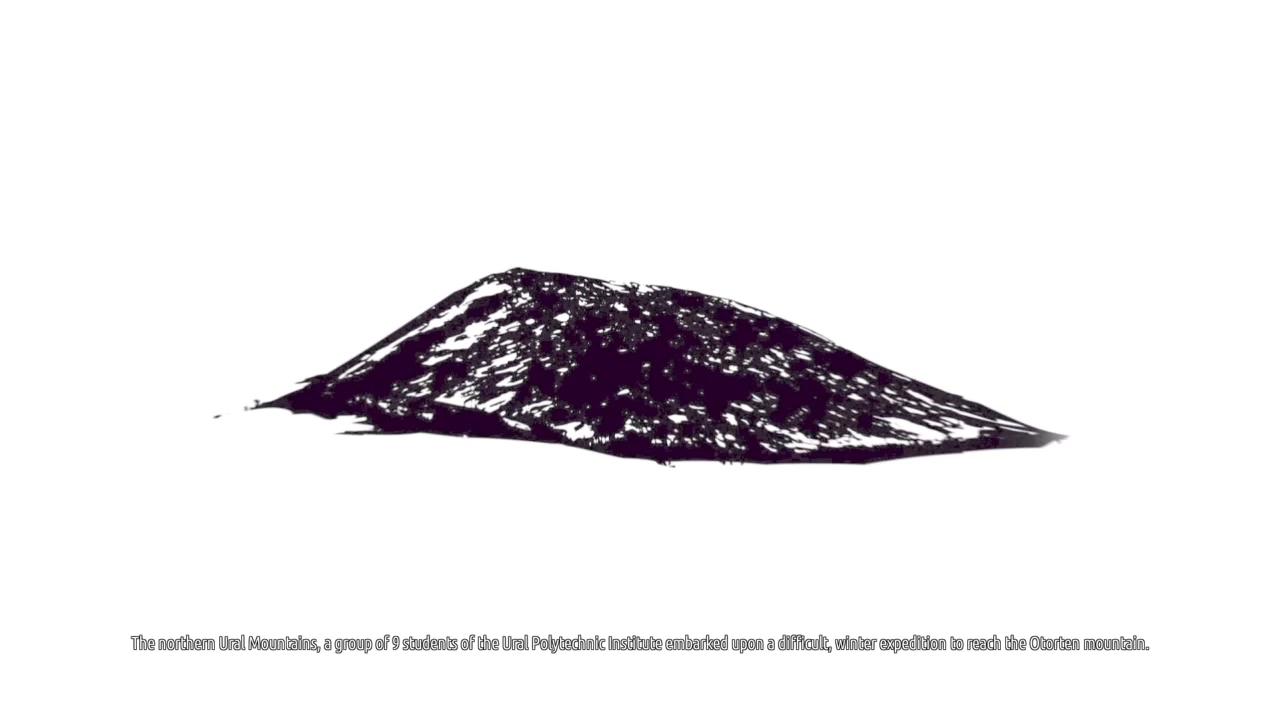 The northern Ural Mountains, a group of 9 students of the Ural Polytechnic Institute embarked upon a difficult, winter expedition to reach the Otorten mountain.